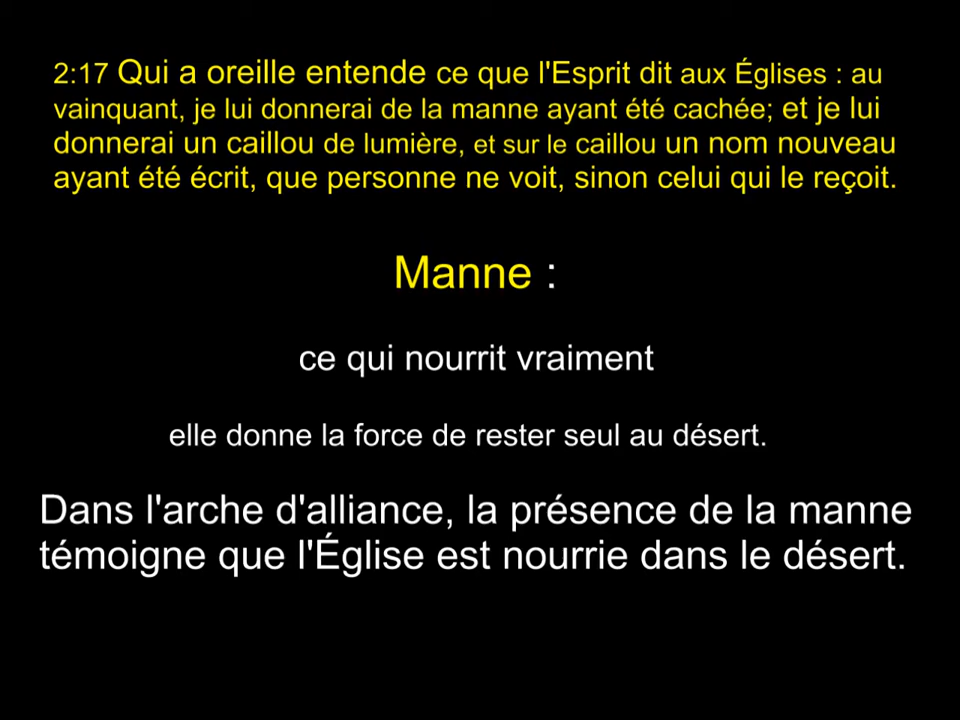 2:17 Qui a oreille entende ce que l'Esprit dit aux Églises : au
vainquant, je lui donnerai de la manne ayant été cachée; et je lui
donnerai un caillou de lumière, et sur le caillou un nom nouveau
ayant été écrit, que personne ne voit, sinon celui qui le reçoit.
Manne :
ce qui nourrit vraiment
elle donne la force de rester seul au désert.
Dans l'arche d'alliance, la présence de la manne
témoigne que l'Église est nourrie dans le désert.